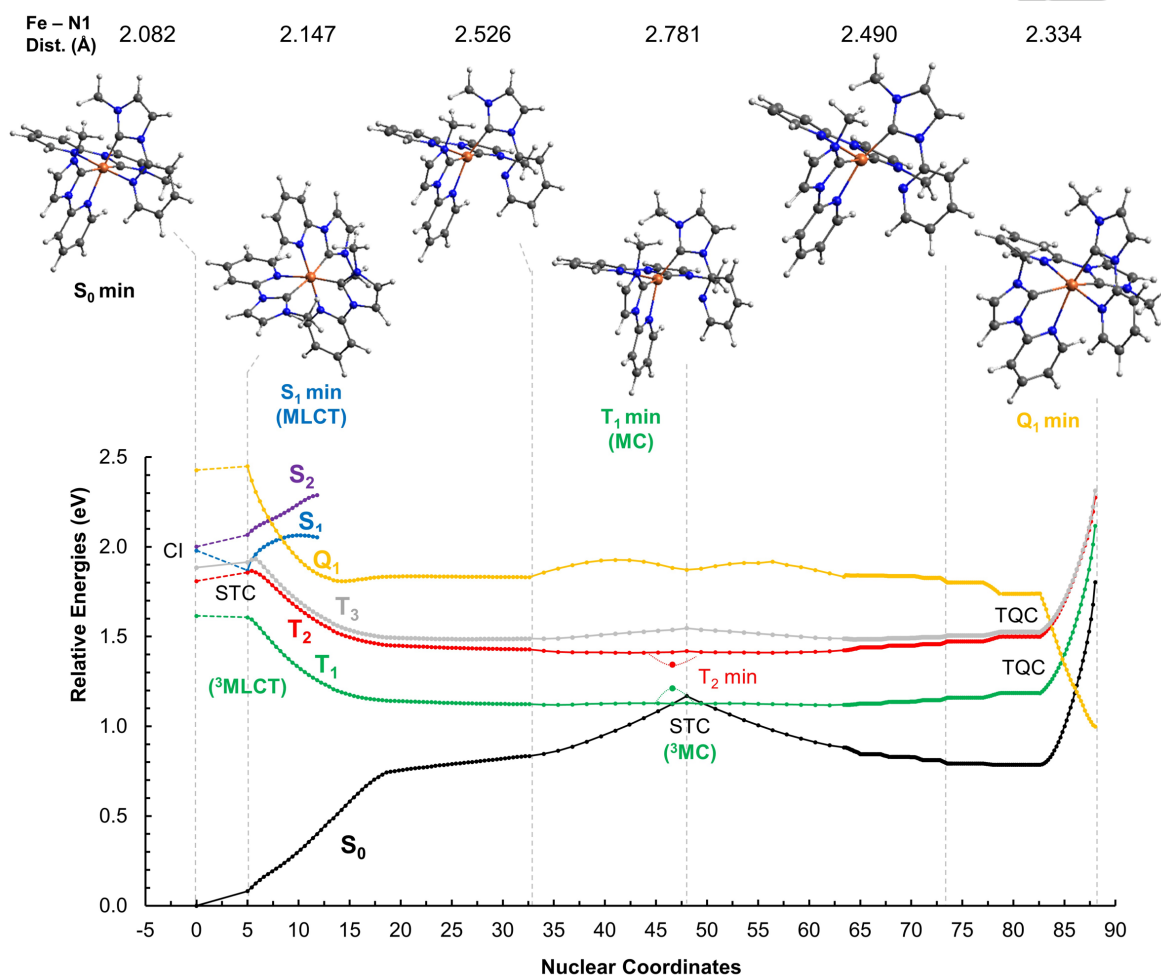 Fe – N1
Dist. (Å)
2.082 2.147 2.526 2.781 2.490 2.334
S₀ min
S₁ min
(MLCT)
T₁ min
(MC)
Q₁ min
Relative Energies (eV)
2.5
2.0
1.5
1.0
0.5
0.0
CI
STC
S₂
S₁
Q₁
T₃
T₂
T₁
(³MLCT)
S₀
T₂ min
STC
(³MC)
TQC
TQC
-5 0 5 10 15 20 25 30 35 40 45 50 55 60 65 70 75 80 85 90
Nuclear Coordinates